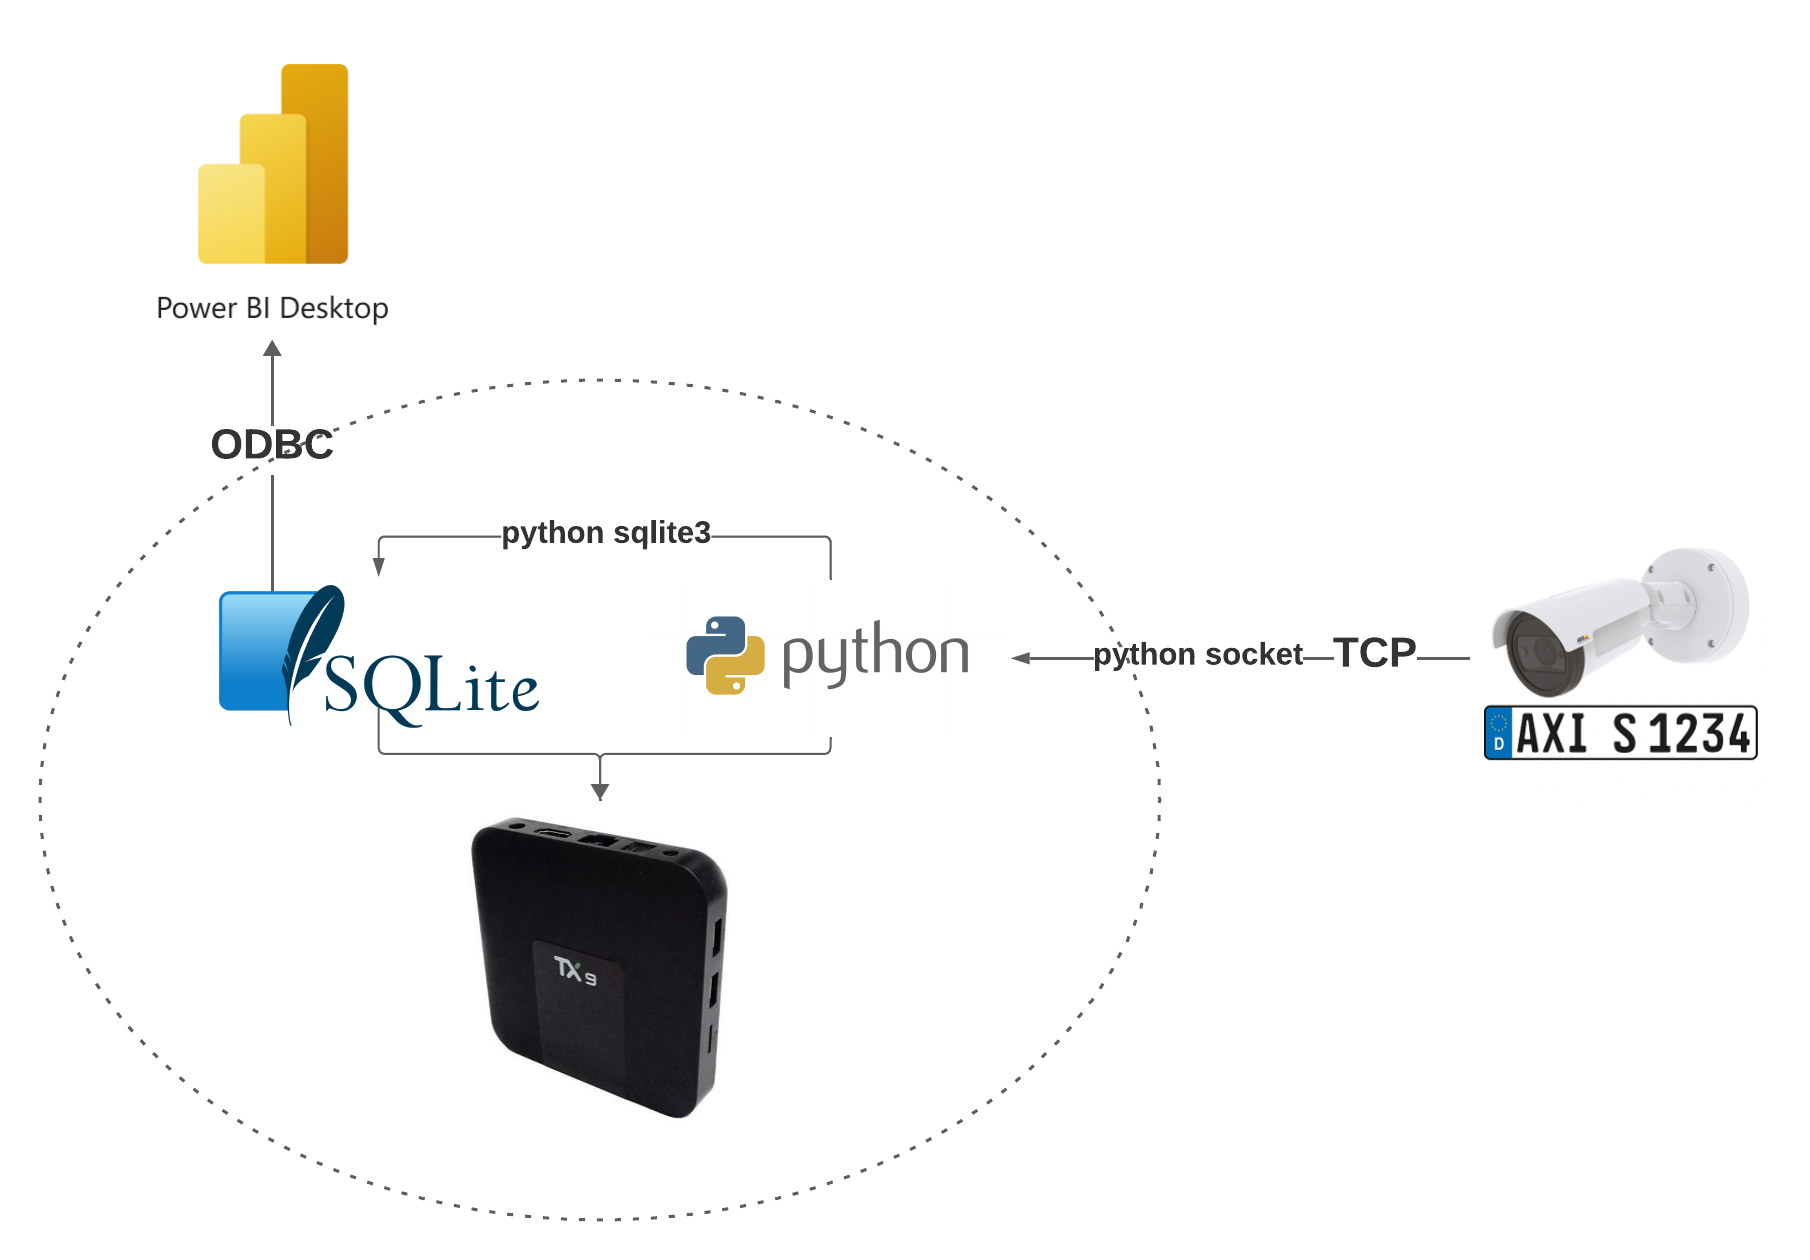 Power BI Desktop
ODBC
python sqlite3
SQLite
python
python socket
TCP
D
AXI S 1234
TX9